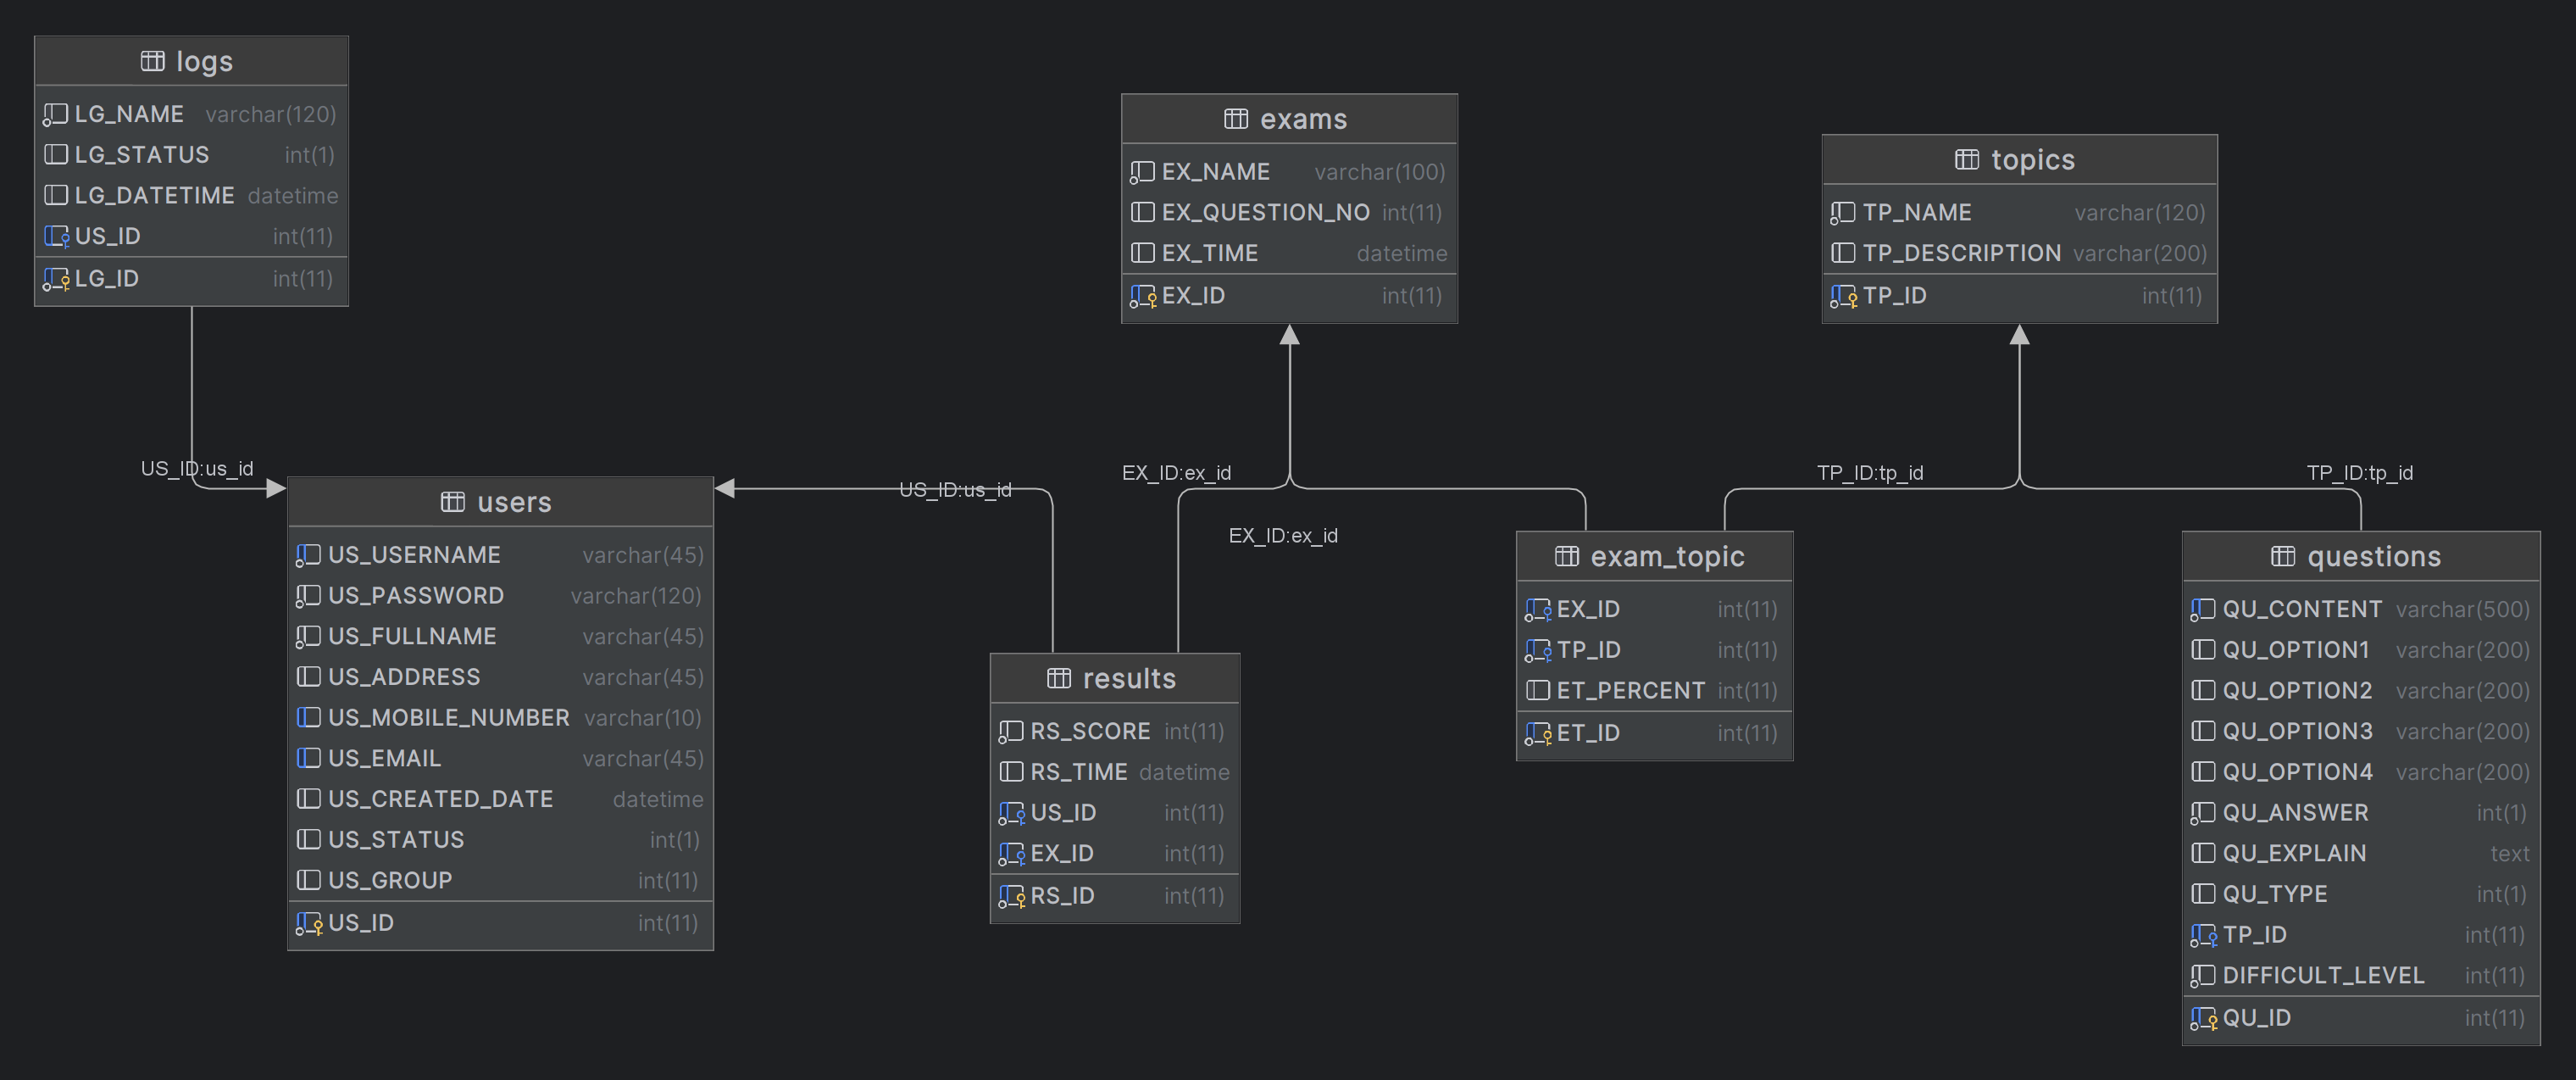 logs
LG_NAME varchar(120)
LG_STATUS int(1)
LG_DATETIME datetime
US_ID int(11)
LG_ID int(11)
exams
EX_NAME varchar(100)
EX_QUESTION_NO int(11)
EX_TIME datetime
EX_ID int(11)
topics
TP_NAME varchar(120)
TP_DESCRIPTION varchar(200)
TP_ID int(11)
US_ID:us_id
US_ID:us_id
EX_ID:ex_id
EX_ID:ex_id
TP_ID:tp_id
TP_ID:tp_id
users
US_USERNAME varchar(45)
US_PASSWORD varchar(120)
US_FULLNAME varchar(45)
US_ADDRESS varchar(45)
US_MOBILE_NUMBER varchar(10)
US_EMAIL varchar(45)
US_CREATED_DATE datetime
US_STATUS int(1)
US_GROUP int(11)
US_ID int(11)
results
RS_SCORE int(11)
RS_TIME datetime
US_ID int(11)
EX_ID int(11)
RS_ID int(11)
exam_topic
EX_ID int(11)
TP_ID int(11)
ET_PERCENT int(11)
ET_ID int(11)
questions
QU_CONTENT varchar(500)
QU_OPTION1 varchar(200)
QU_OPTION2 varchar(200)
QU_OPTION3 varchar(200)
QU_OPTION4 varchar(200)
QU_ANSWER int(1)
QU_EXPLAIN text
QU_TYPE int(1)
TP_ID int(11)
DIFFICULT_LEVEL int(11)
QU_ID int(11)